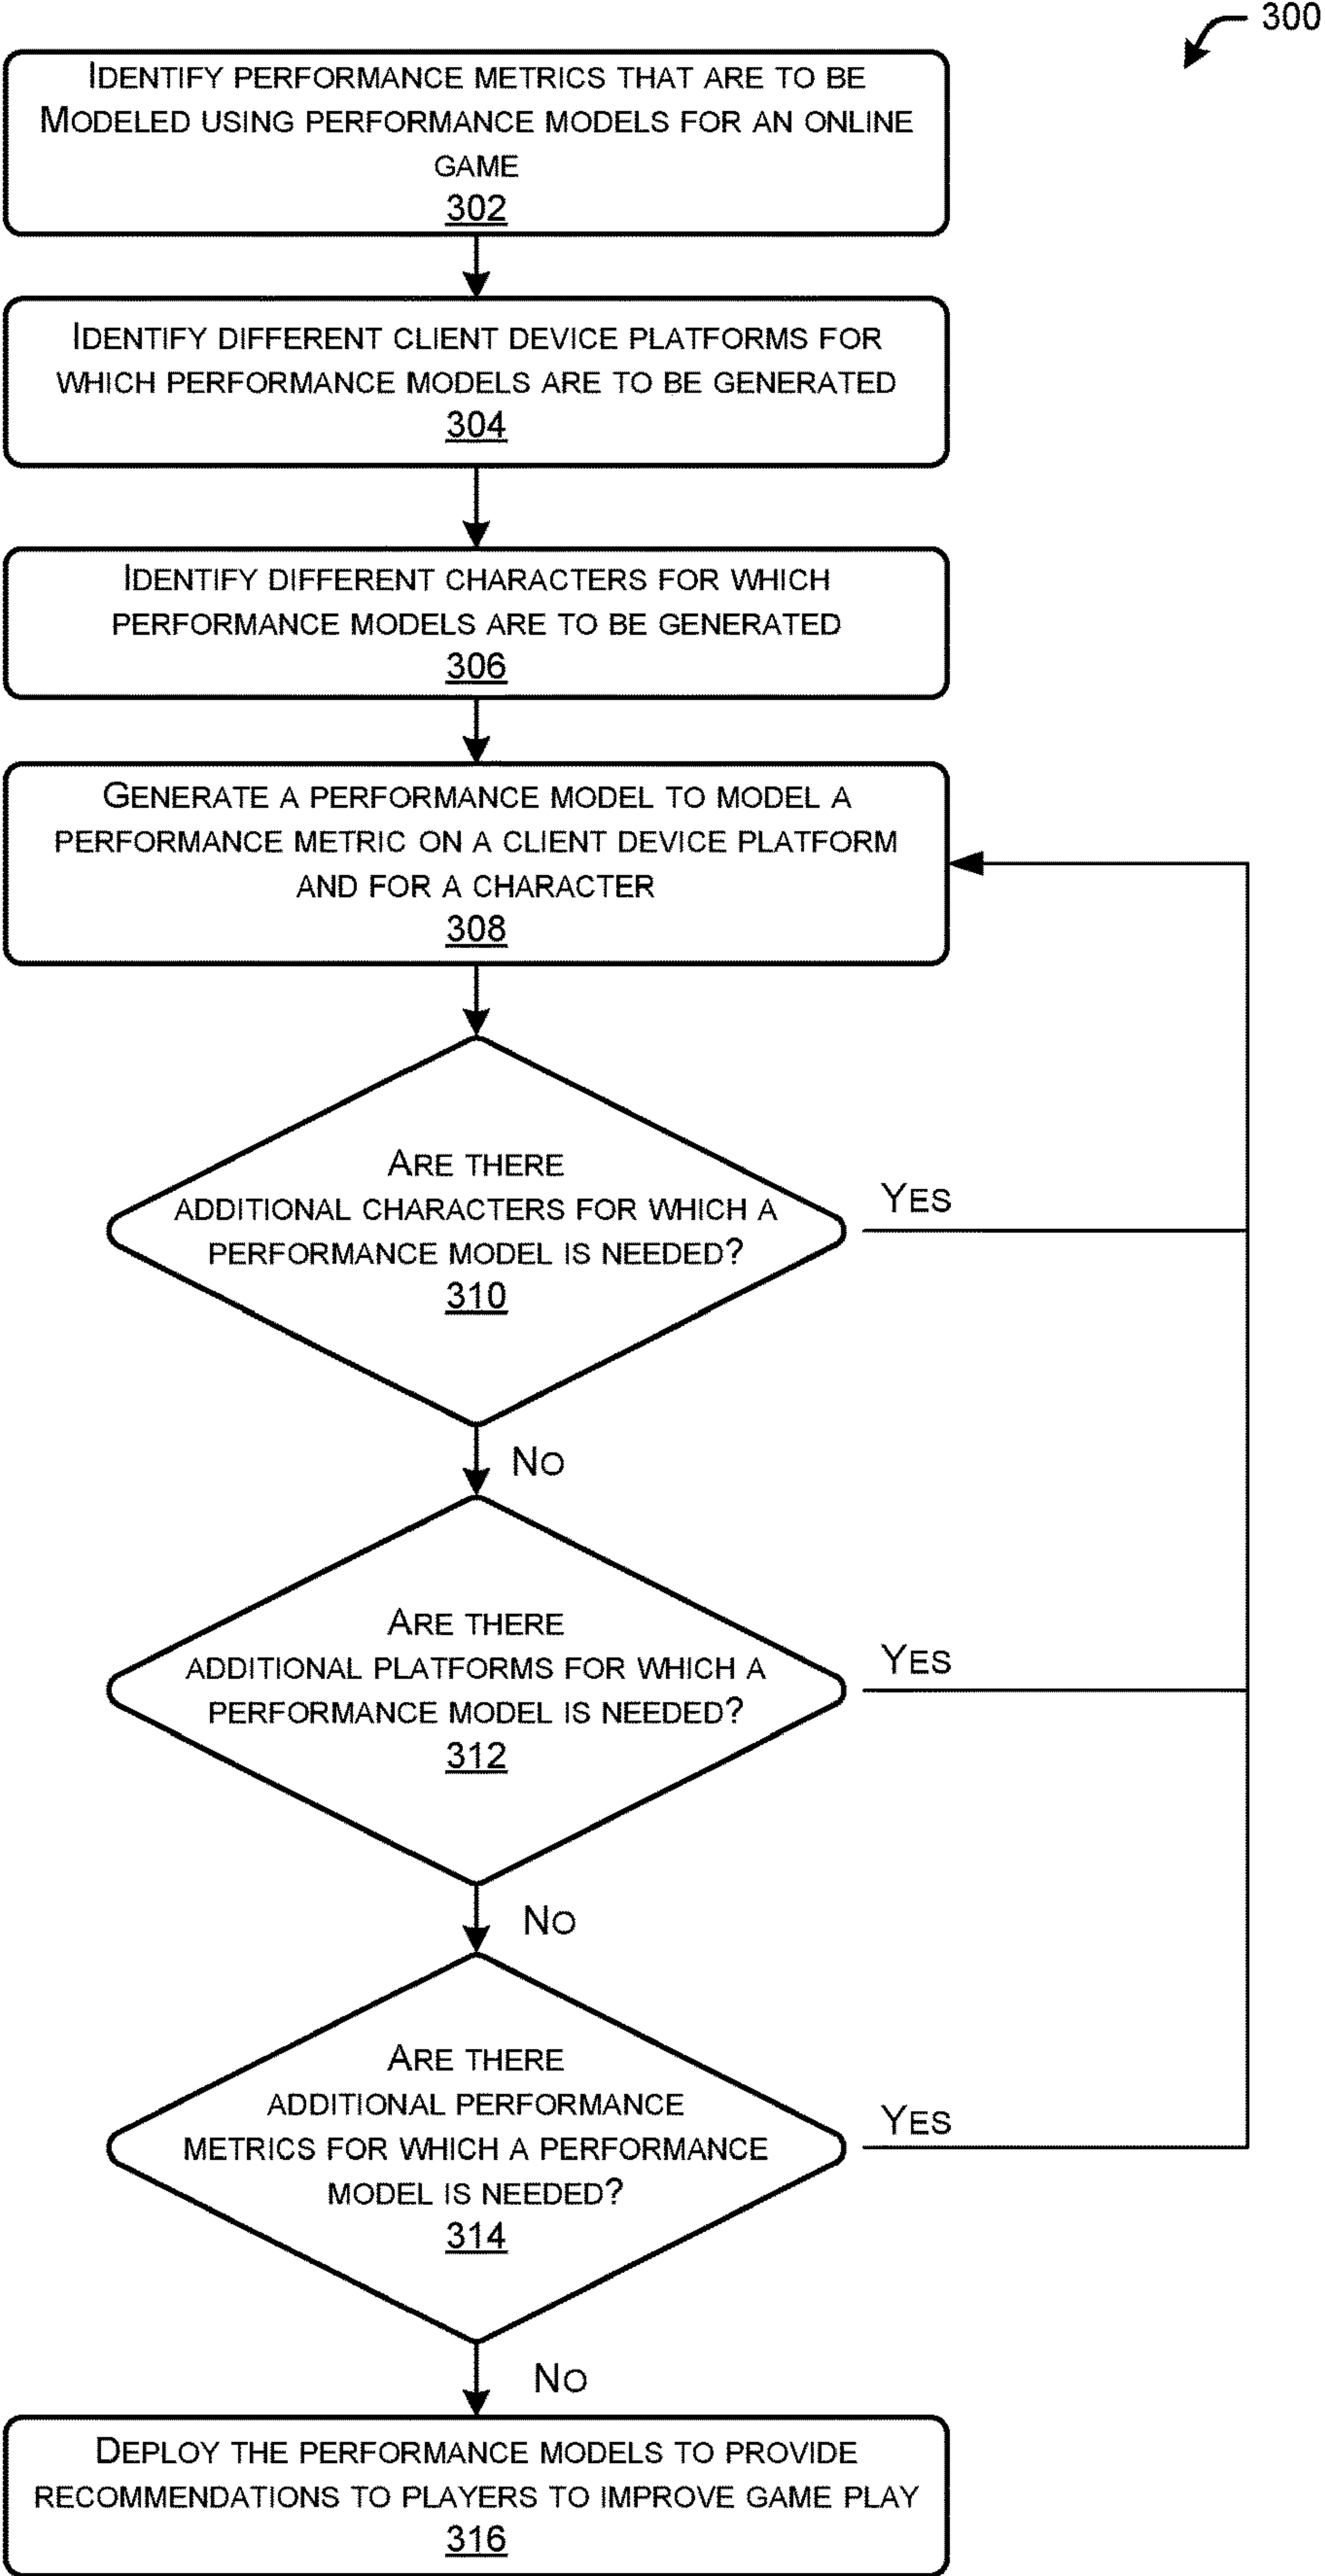 300
Identify performance metrics that are to be
Modeled using performance models for an online
game
302
Identify different client device platforms for
which performance models are to be generated
304
Identify different characters for which
performance models are to be generated
306
Generate a performance model to model a
performance metric on a client device platform
and for a character
308
Are there
additional characters for which a
performance model is needed?
310
Yes
No
Are there
additional platforms for which a
performance model is needed?
312
Yes
No
Are there
additional performance
metrics for which a performance
model is needed?
314
Yes
No
Deploy the performance models to provide
recommendations to players to improve game play
316